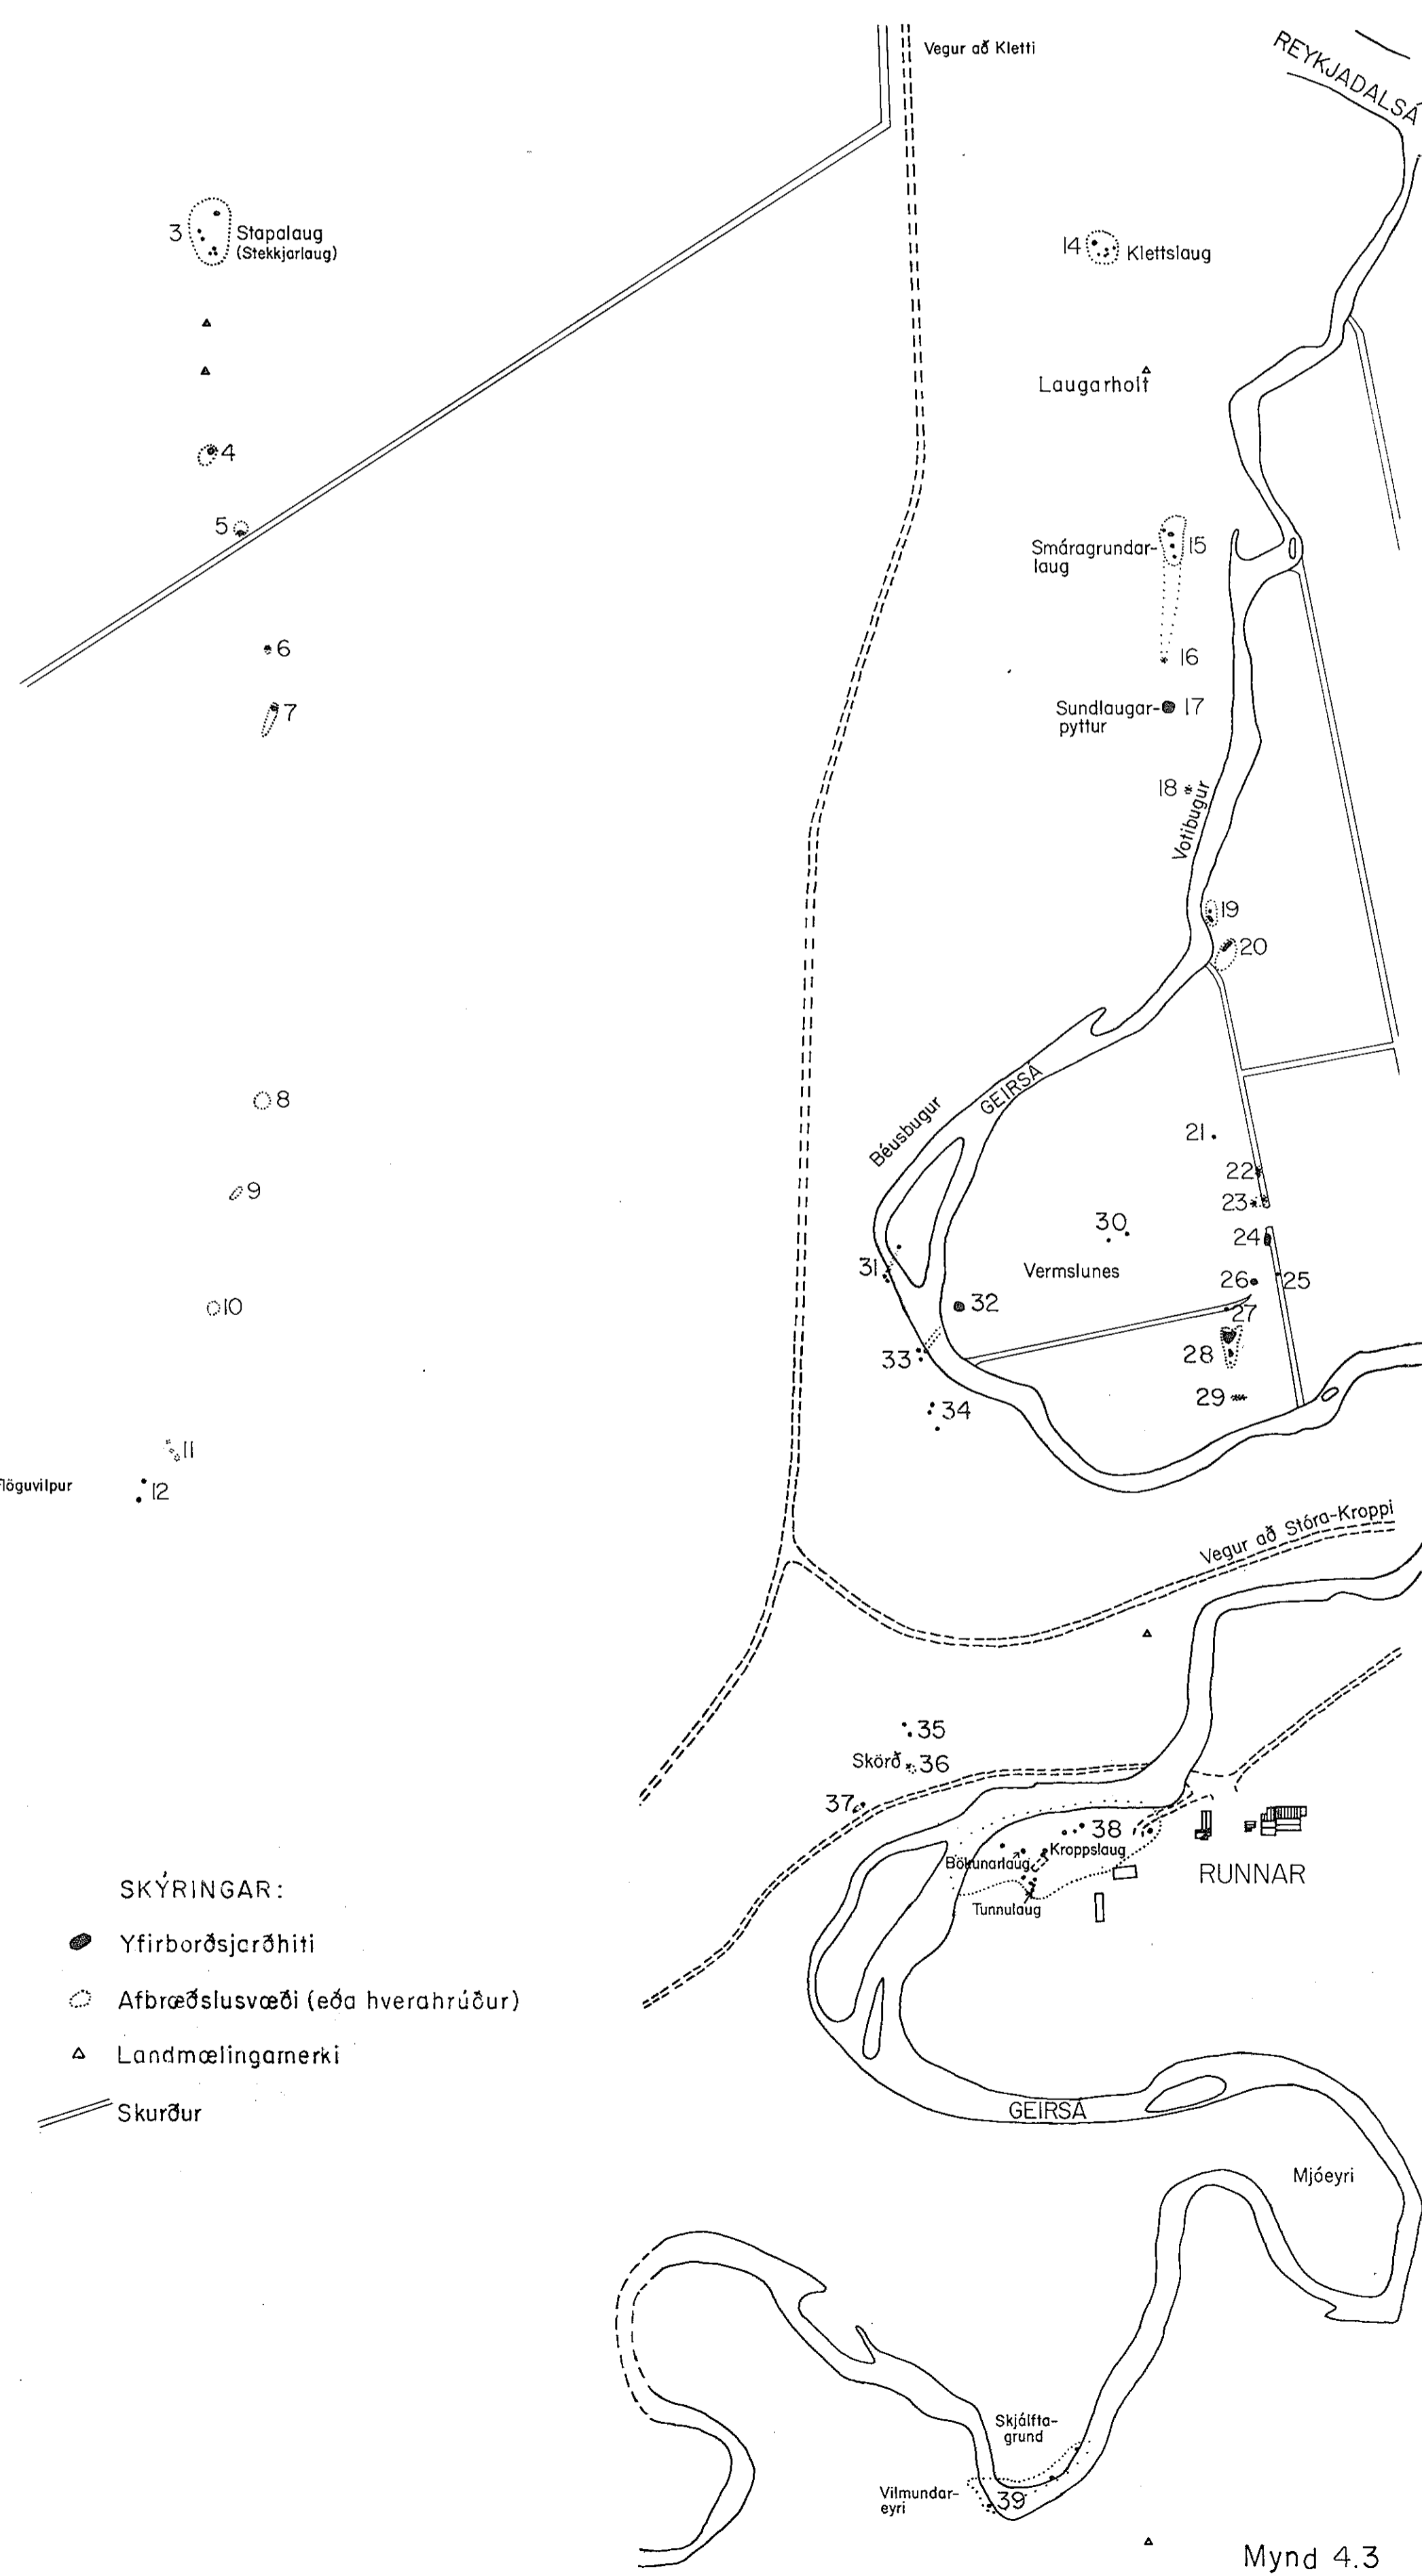 Vegur að Kletti
REYKJADALSÁ
3
Stapalaug
(Stekkjarlaug)
14
Klettslaug
Laugarholt
4
5
Smáragrundar-
laug
15
6
16
7
Sundlaugar-
pyttur
17
18
Votibugur
19
20
GEIRSÁ
8
Béusbugur
21
9
22
23
30
24
31
Vermslunes
26
25
10
32
27
33
28
29
34
11
12
Vegur að Stóra-Kroppi
35
Skörð
36
37
38
Kroppslaug
Bökunarlaug
RUNNAR
Tunnulaug
SKÝRINGAR:
Yfirborðsjarðhiti
Afbræðslusvæði (eða hverahrúður)
Landmælingamerki
Skurður
GEIRSÁ
Mjóeyri
Skjálfta-
grund
Vilmundar-
eyri
39
Mynd 4.3